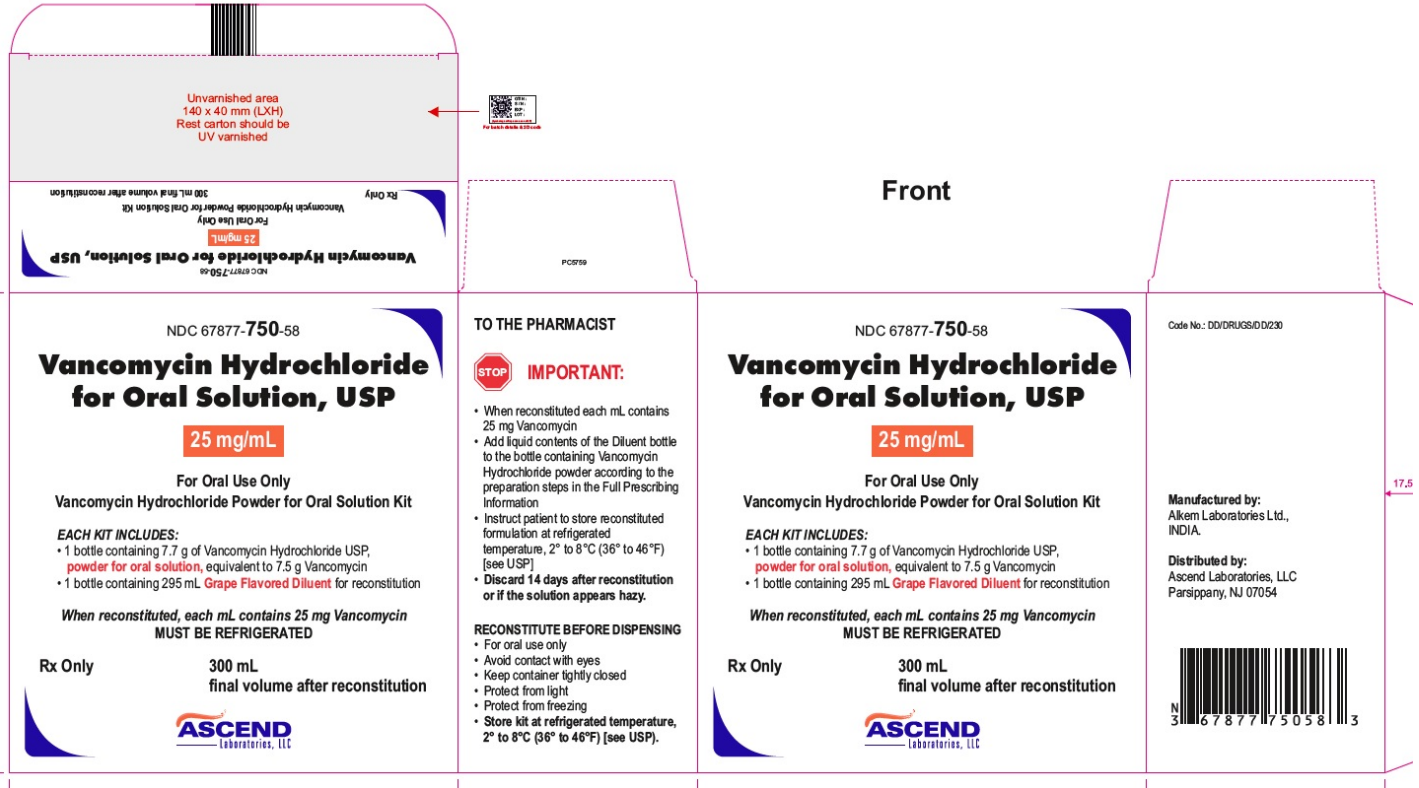 Unvarnished area
140 x 40 mm (LXH)
Rest carton should be
UV varnished
For batch details & 2D code
NDC 67877-750-58
Vancomycin Hydrochloride for Oral Solution, USP
25 mg/mL
For Oral Use Only
Vancomycin Hydrochloride Powder for Oral Solution Kit
Rx Only
300 mL final volume after reconstitution
PC5759
Front
NDC 67877-750-58
Vancomycin Hydrochloride
for Oral Solution, USP
25 mg/mL
For Oral Use Only
Vancomycin Hydrochloride Powder for Oral Solution Kit
EACH KIT INCLUDES:
• 1 bottle containing 7.7 g of Vancomycin Hydrochloride USP,
powder for oral solution, equivalent to 7.5 g Vancomycin
• 1 bottle containing 295 mL Grape Flavored Diluent for reconstitution
When reconstituted, each mL contains 25 mg Vancomycin
MUST BE REFRIGERATED
Rx Only
300 mL
final volume after reconstitution
ASCEND
Laboratories, LLC
TO THE PHARMACIST
STOP
IMPORTANT:
• When reconstituted each mL contains
25 mg Vancomycin
• Add liquid contents of the Diluent bottle
to the bottle containing Vancomycin
Hydrochloride powder according to the
preparation steps in the Full Prescribing
Information
• Instruct patient to store reconstituted
formulation at refrigerated
temperature, 2° to 8°C (36° to 46°F)
[see USP]
• Discard 14 days after reconstitution
or if the solution appears hazy.
RECONSTITUTE BEFORE DISPENSING
• For oral use only
• Avoid contact with eyes
• Keep container tightly closed
• Protect from light
• Protect from freezing
• Store kit at refrigerated temperature,
2° to 8°C (36° to 46°F) [see USP).
NDC 67877-750-58
Vancomycin Hydrochloride
for Oral Solution, USP
25 mg/mL
For Oral Use Only
Vancomycin Hydrochloride Powder for Oral Solution Kit
EACH KIT INCLUDES:
• 1 bottle containing 7.7 g of Vancomycin Hydrochloride USP,
powder for oral solution, equivalent to 7.5 g Vancomycin
• 1 bottle containing 295 mL Grape Flavored Diluent for reconstitution
When reconstituted, each mL contains 25 mg Vancomycin
MUST BE REFRIGERATED
Rx Only
300 mL
final volume after reconstitution
ASCEND
Laboratories, LLC
Code No.: DD/DRUGS/DD/230
Manufactured by:
Alkem Laboratories Ltd.,
INDIA.
Distributed by:
Ascend Laboratories, LLC
Parsippany, NJ 07054
N
3 67877 75058 3
17.5